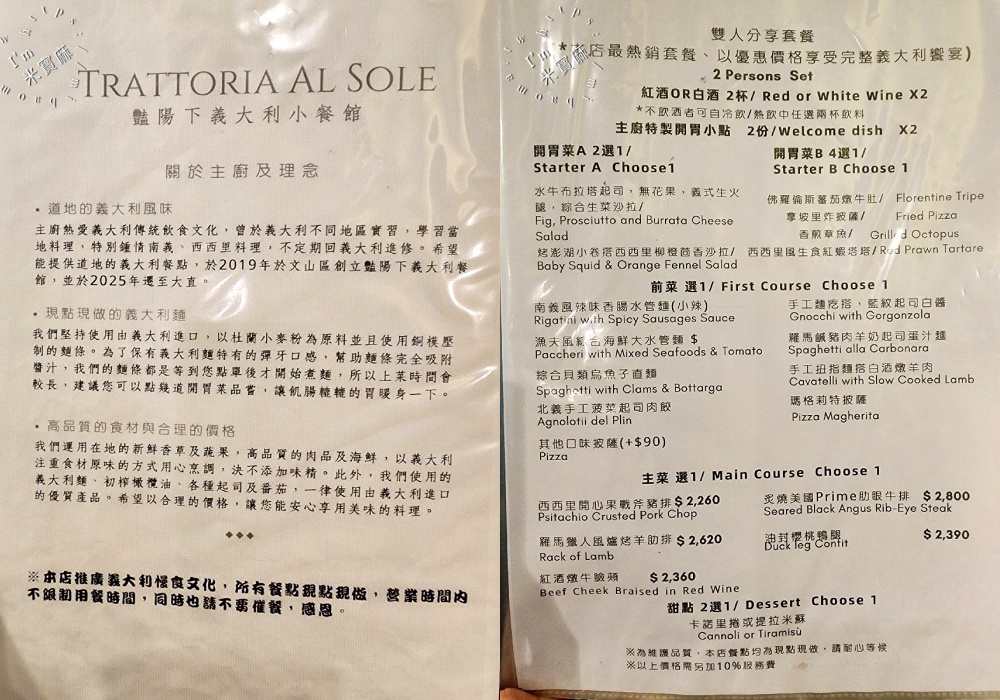 TRATTORIA AL SOLE
豔陽下義大利小餐館
關於主廚及理念
• 道地的義大利風味
主廚熱愛義大利傳統飲食文化，曾於義大利不同地區實習，學習當
地料理，特別鍾情南義、西西里料理，不定期回義大利進修。希望
能提供道地的義大利餐點，於2019年於文山區創立豔陽下義大利餐
館，並於2025年遷至大直。
• 現點現做的義大利麵
我們堅持使用由義大利進口，以杜蘭小麥粉為原料並且使用銅模壓
制的麵條。為了保有義大利麵特有的彈牙口感，幫助麵條完全吸附
醬汁，我們的麵條都是等到您點單後才開始煮麵，所以上菜時間會
較長，建議您可以點幾道開胃菜品嘗，讓飢腸轆轆的胃暖身一下。
• 高品質的食材與合理的價格
我們運用在地的新鮮香草及蔬果，高品質的肉品及海鮮，以義大利
注重食材原味的方式用心烹調，決不添加味精。此外，我們使用的
義大利麵、初榨橄欖油、各種起司及番茄，一律使用由義大利進口
的優質產品。希望以合理的價格，讓您能安心享用美味的料理。
※本店推廣義大利慢食文化，所有餐點現點現做，營業時間內
不限制用餐時間，同時也請不要催餐，感恩。
雙人分享套餐
店最熱銷套餐、以優惠價格享受完整義大利饗宴)
2 Persons Set
紅酒OR白酒 2杯/ Red or White Wine X2
*不飲酒者可自冷飲/熱飲中任選兩杯飲料
主廚特製開胃小點 2份/Welcome dish X2
開胃菜A 2選1/
Starter A Choose1
水牛布拉塔起司，無花果，義式生火
腿，綜合生菜沙拉/
Fig, Prosciutto and Burrata Cheese
Salad
烤澎湖小卷搭西西里柳橙茴香沙拉/
Baby Squid & Orange Fennel Salad
開胃菜B 4選1/
Starter B Choose 1
佛羅倫斯蕃茄燉牛肚/ Florentine Tripe
拿坡里炸披薩/ Fried Pizza
香煎章魚/ Grilled Octopus
西西里風生食紅蝦塔塔/Red Prawn Tartare
前菜 選1/ First Course Choose 1
南義風辣味香腸水管麵(小辣)
Rigatini with Spicy Sausages Sauce
漁夫風綜合海鮮大水管麵 $
Paccheri with Mixed Seafoods & Tomato
綜合貝類烏魚子直麵
Spaghetti with Clams & Bottarga
北義手工菠菜起司肉餃
Agnolotii del Plin
其他口味披薩(+$90)
Pizza
手工麵疙瘩，藍紋起司白醬
Gnocchi with Gorgonzola
羅馬鹹豬肉羊奶起司蛋汁麵
Spaghetti alla Carbonara
手工扭指麵搭白酒燉羊肉
Cavatelli with Slow Cooked Lamb
瑪格莉特披薩
Pizza Magherita
主菜 選1/ Main Course Choose 1
西西里開心果戰斧豬排 $ 2,260
Psitachio Crusted Pork Chop
羅馬獵人風爐烤羊肋排 $ 2,620
Rack of Lamb
紅酒燉牛臉頰 $ 2,360
Beef Cheek Braised in Red Wine
炙燒美國Prime肋眼牛排 $ 2,800
Seared Black Angus Rib-Eye Steak
油封櫻桃鴨腿 $ 2,390
Duck leg Contit
甜點 2選1/ Dessert Choose 1
卡諾里捲或提拉米蘇
Cannoli or Tiramisù
※為維護品質，本店餐點均為現點現做，請耐心等候
※以上價格需另加10%服務費